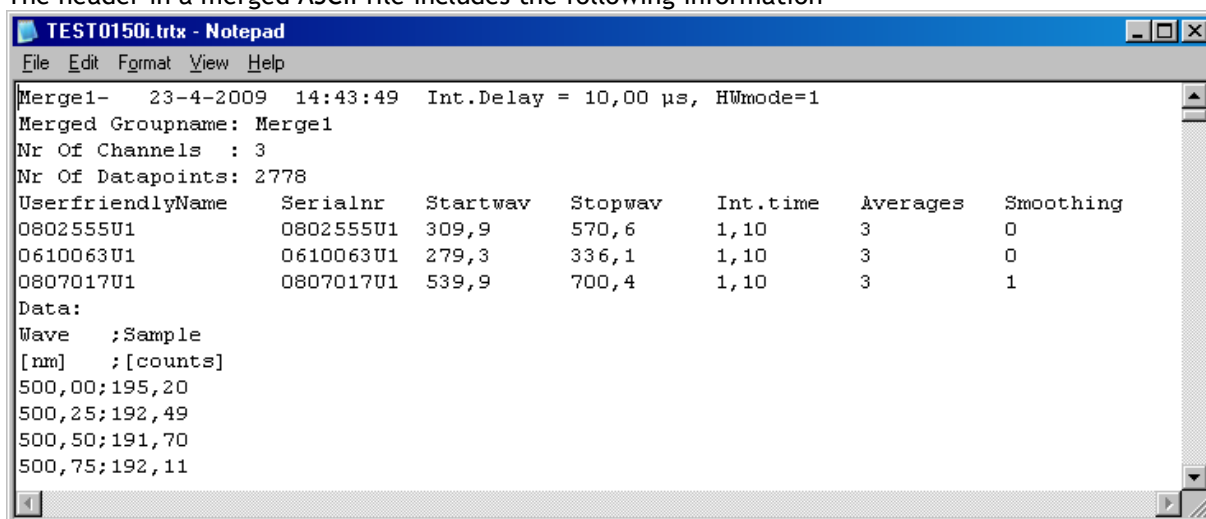 The header in a merged ASCII file includes the following information
TEST0150i.trtx - Notepad
File Edit Format View Help
Merge1- 23-4-2009 14:43:49 Int.Delay = 10,00 µs, HWmode=1
Merged Groupname: Merge1
Nr Of Channels : 3
Nr Of Datapoints: 2778
UserfriendlyName Serialnr Startwav Stopwav Int.time Averages Smoothing
0802555U1 0802555U1 309,9 570,6 1,10 3 0
0610063U1 0610063U1 279,3 336,1 1,10 3 0
0807017U1 0807017U1 539,9 700,4 1,10 3 1
Data:
Wave ;Sample
[nm] ;[counts]
500,00;195,20
500,25;192,49
500,50;191,70
500,75;192,11